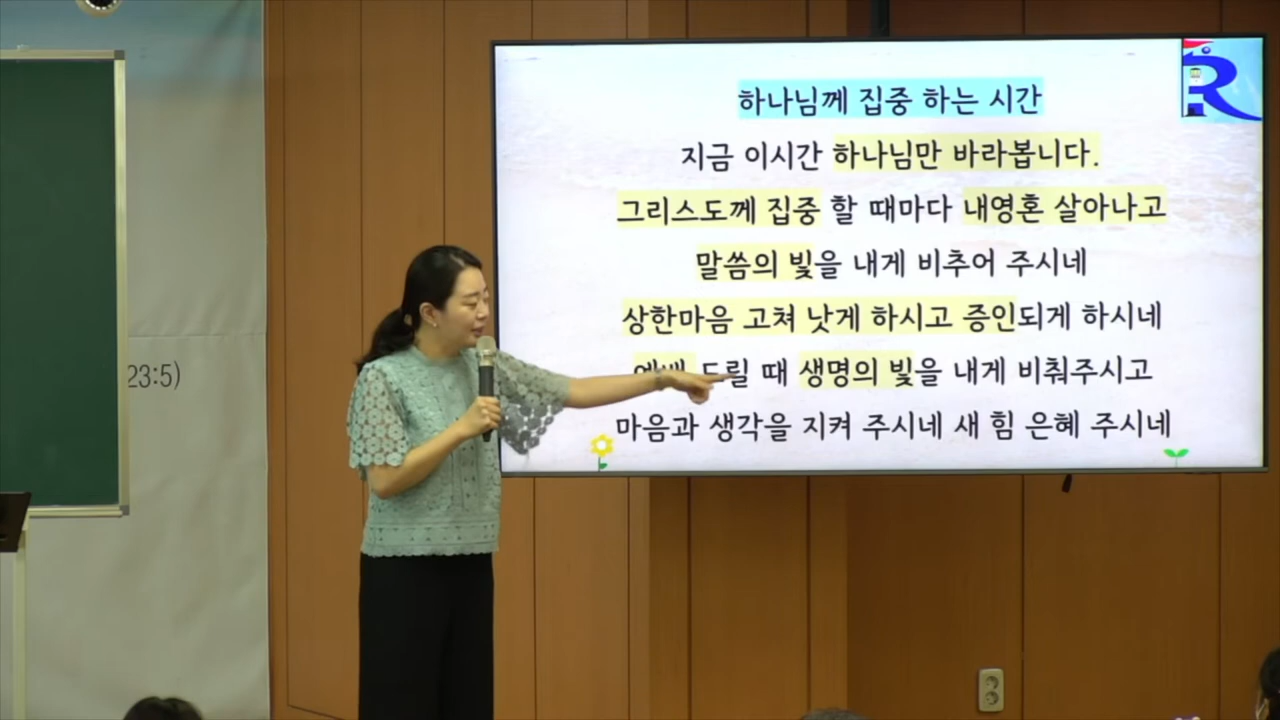 하나님께 집중 하는 시간
지금 이시간 하나님만 바라봅니다.
그리스도께 집중 할 때마다 내영혼 살아나고
말씀의 빛을 내게 비추어 주시네
상한마음 고쳐 낫게 하시고 증인되게 하시네
드릴 때 생명의 빛을 내게 비춰주시고
마음과 생각을 지켜 주시네 새 힘 은혜 주시네
23:5)
R